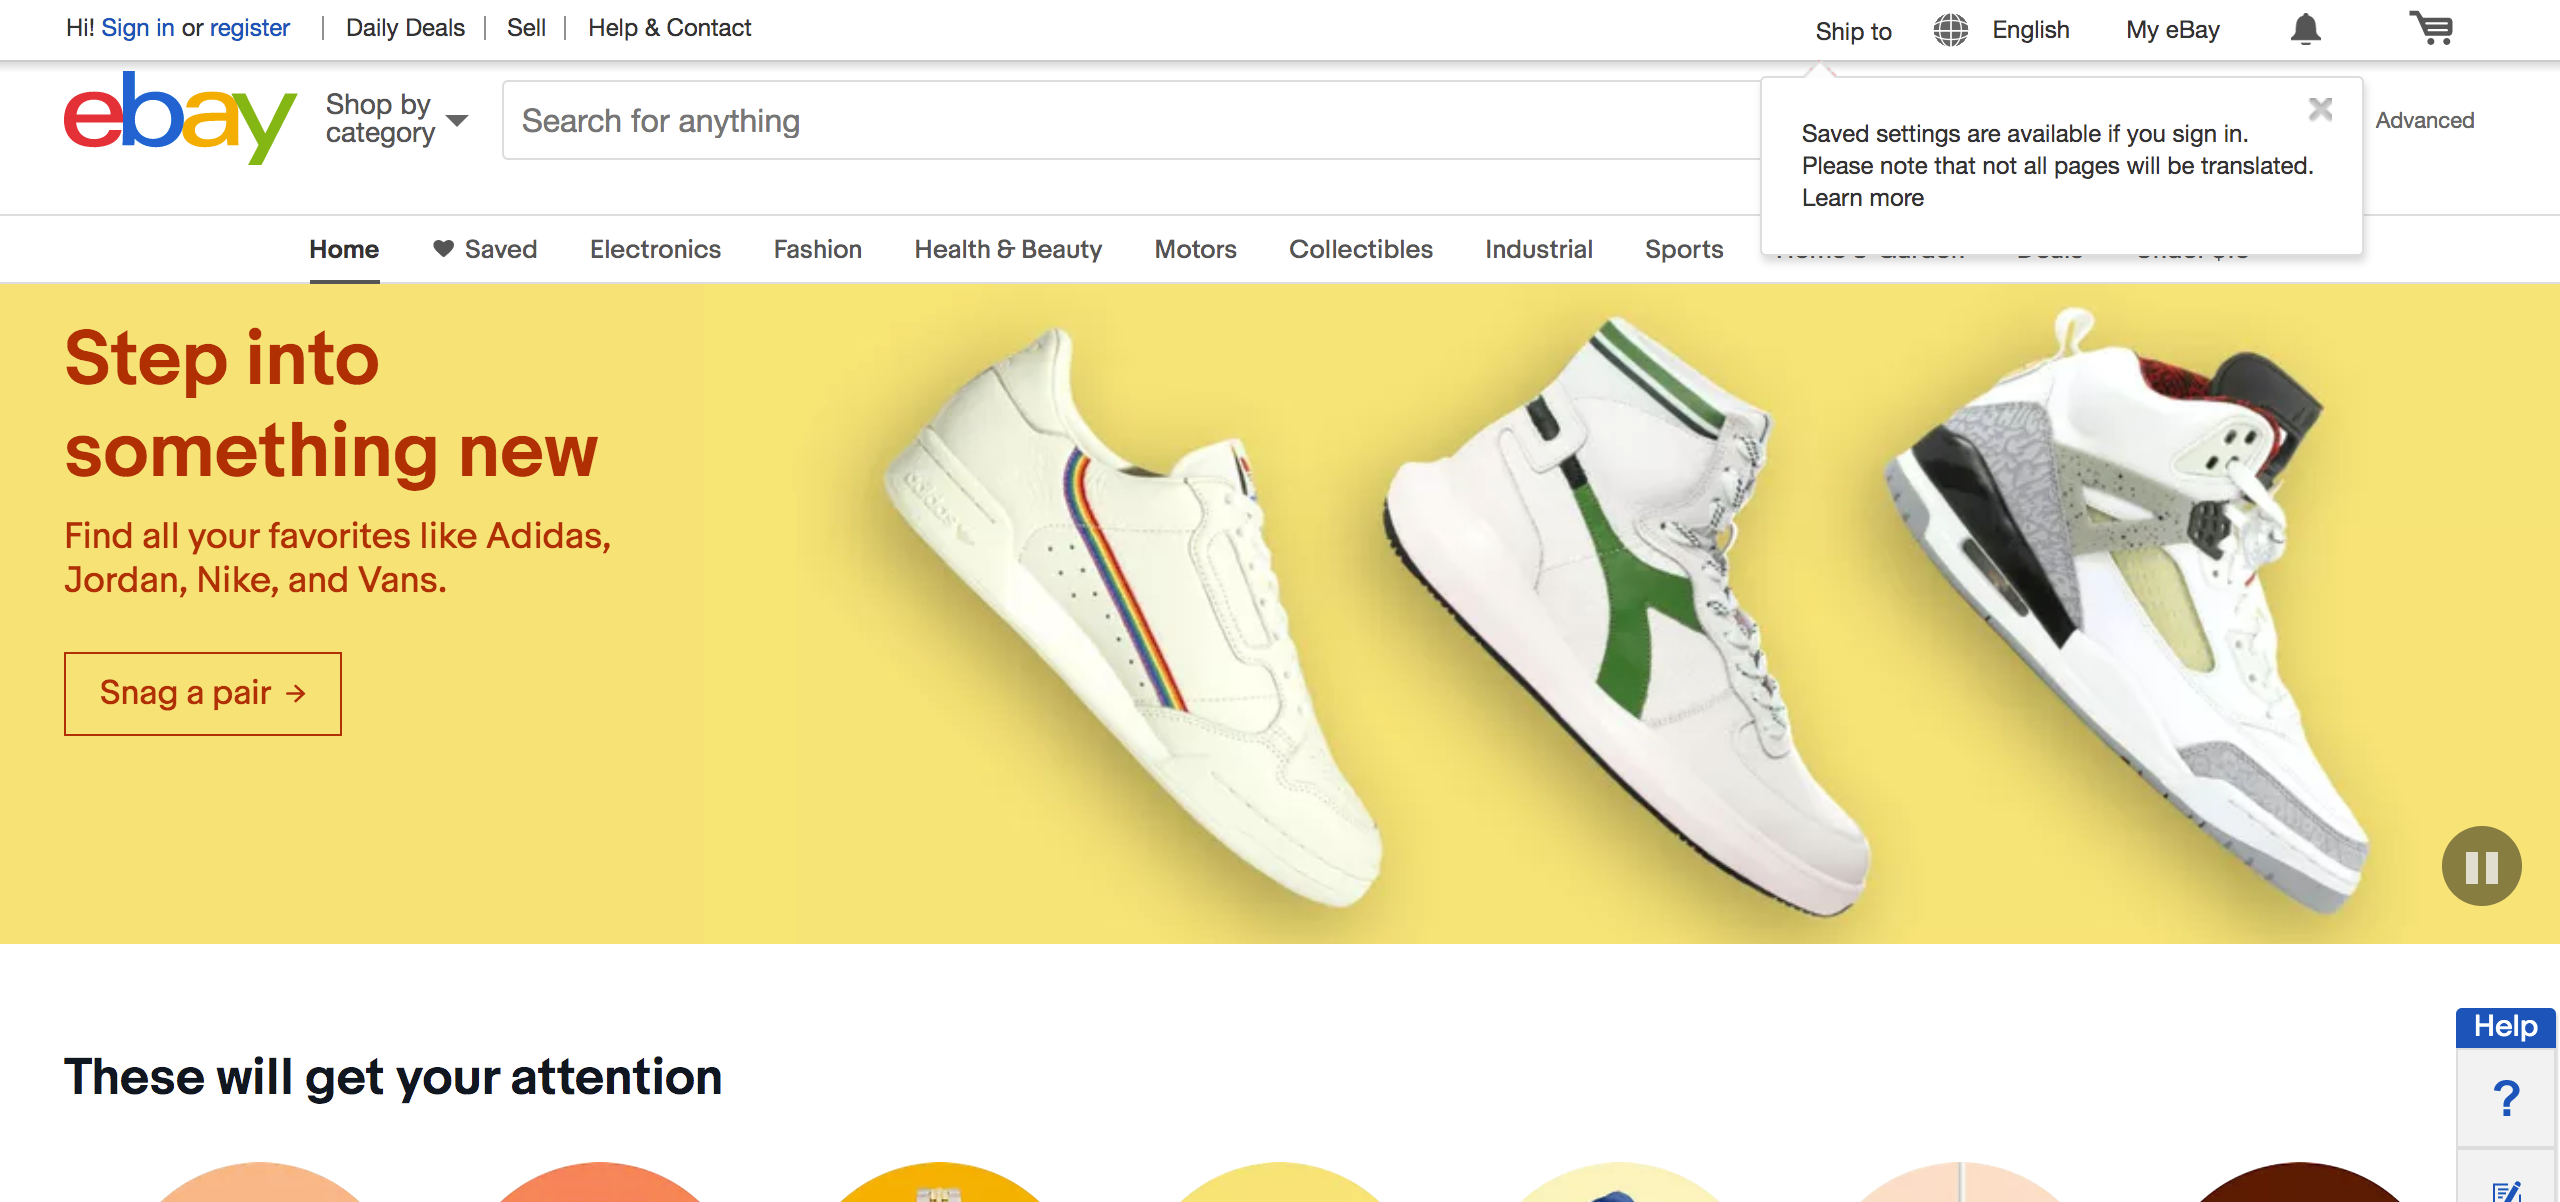 Hi! Sign in or register
Daily Deals
Sell
Help & Contact
Ship to
English
My eBay
ebay
Shop by
category
Search for anything
Advanced
Saved settings are available if you sign in.
Please note that not all pages will be translated.
Learn more
Home
Saved
Electronics
Fashion
Health & Beauty
Motors
Collectibles
Industrial
Sports
Step into
something new
Find all your favorites like Adidas,
Jordan, Nike, and Vans.
Snag a pair →
adidas
These will get your attention
Help
?